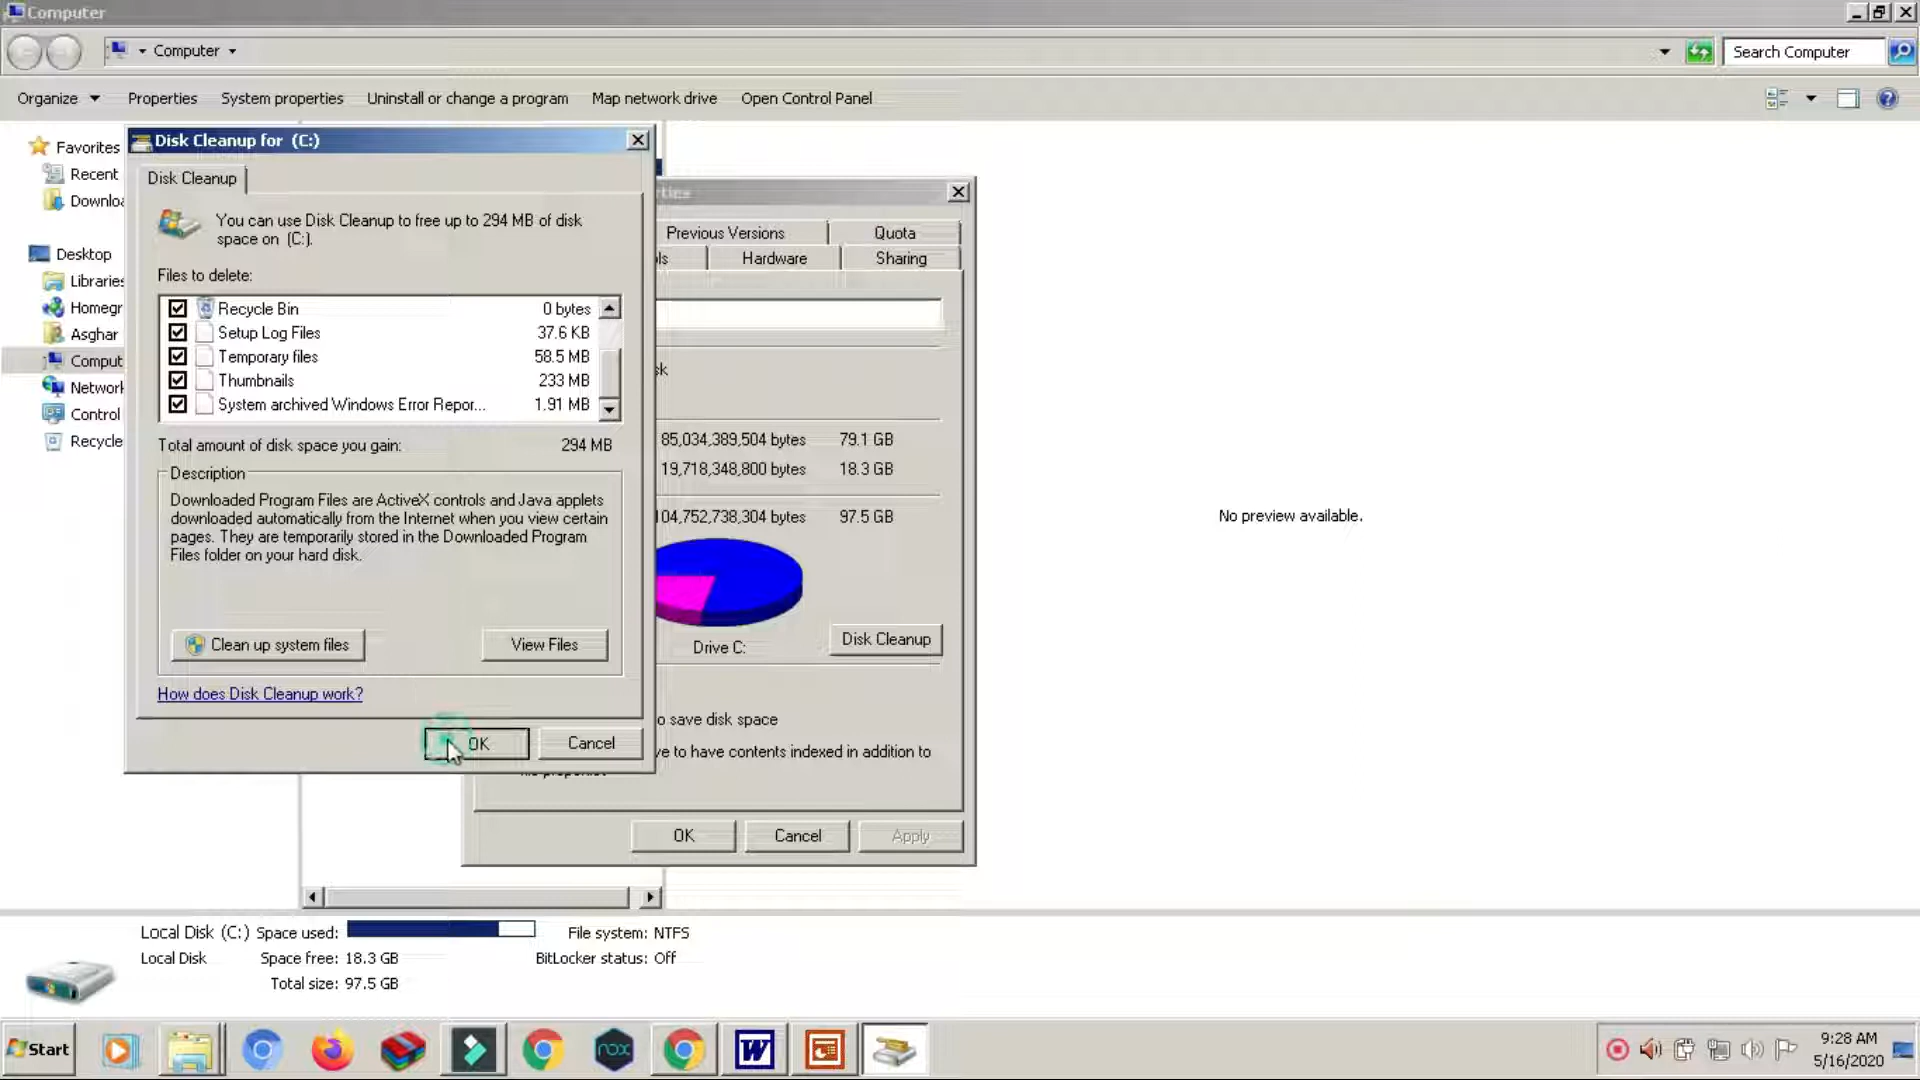 Computer
Computer
Search Computer
Organize
Properties
System properties
Uninstall or change a program
Map network drive
Open Control Panel
Favorites
Recent
Desktop
Libraries
Asghar
Control
Recycle
Disk Cleanup for (C:)
Disk Cleanup
You can use Disk Cleanup to free up to 294 MB of disk
space on (C:).
Files to delete:
Recycle Bin 0 bytes
Setup Log Files 37.6 KB
Temporary files 58.5 MB
Thumbnails 233 MB
System archived Windows Error Repor... 1.91 MB
Total amount of disk space you gain: 294 MB
Description
Downloaded Program Files are ActiveX controls and Java applets
downloaded automatically from the Internet when you view certain
pages. They are temporarily stored in the Downloaded Program
Files folder on your hard disk.
Clean up system files
View Files
How does Disk Cleanup work?
OK
Cancel
Previous Versions
Quota
Hardware
Sharing
85,034,389,504 bytes 79.1 GB
19,718,348,800 bytes 18.3 GB
104,752,738,304 bytes 97.5 GB
Drive C:
Disk Cleanup
to save disk space
to have contents indexed in addition to
OK
Cancel
Apply
No preview available.
Local Disk (C:) Space used: File system: NTFS
Local Disk Space free: 18.3 GB BitLocker status: Off
Total size: 97.5 GB
Start
nox
W
9:28 AM
5/16/2020